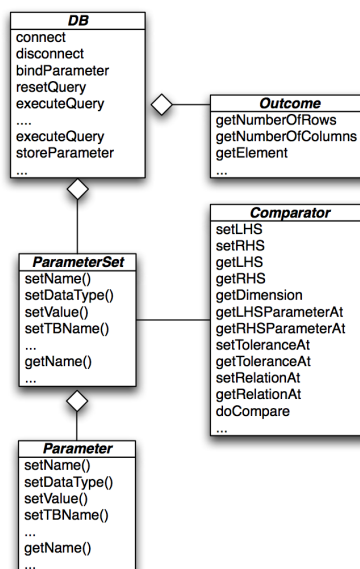 DB
connect
disconnect
bindParameter
resetQuery
executeQuery
....
executeQuery
storeParameter
...
Outcome
getNumberOfRows
getNumberOfColumns
getElement
...
Comparator
setLHS
setRHS
getLHS
getRHS
getDimension
getLHSParameterAt
getRHSParameterAt
setToleranceAt
getToleranceAt
setRelationAt
getRelationAt
doCompare
...
ParameterSet
setName()
setDataType()
setValue()
setTBName()
...
getName()
...
Parameter
setName()
setDataType()
setValue()
setTBName()
...
getName()
...